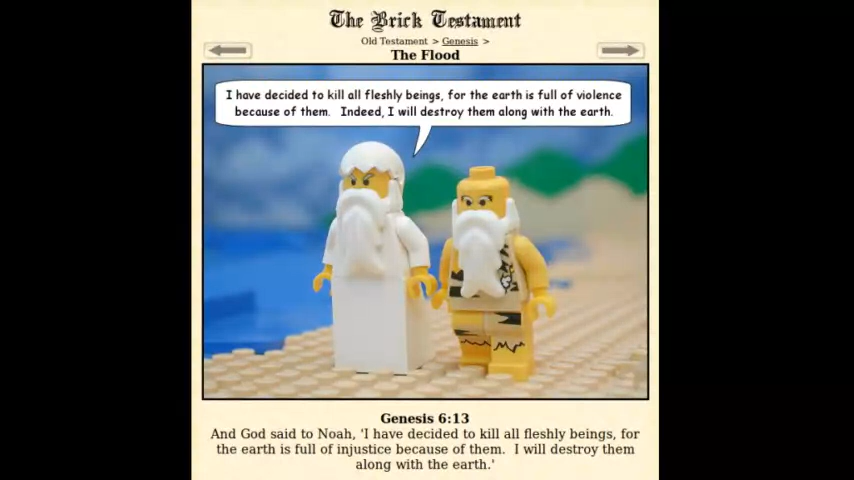 The Brick Testament
Old Testament > Genesis >
The Flood
I have decided to kill all fleshly beings, for the earth is full of violence
because of them. Indeed, I will destroy them along with the earth.
Genesis 6:13
And God said to Noah, 'I have decided to kill all fleshly beings, for
the earth is full of injustice because of them. I will destroy them
along with the earth.'